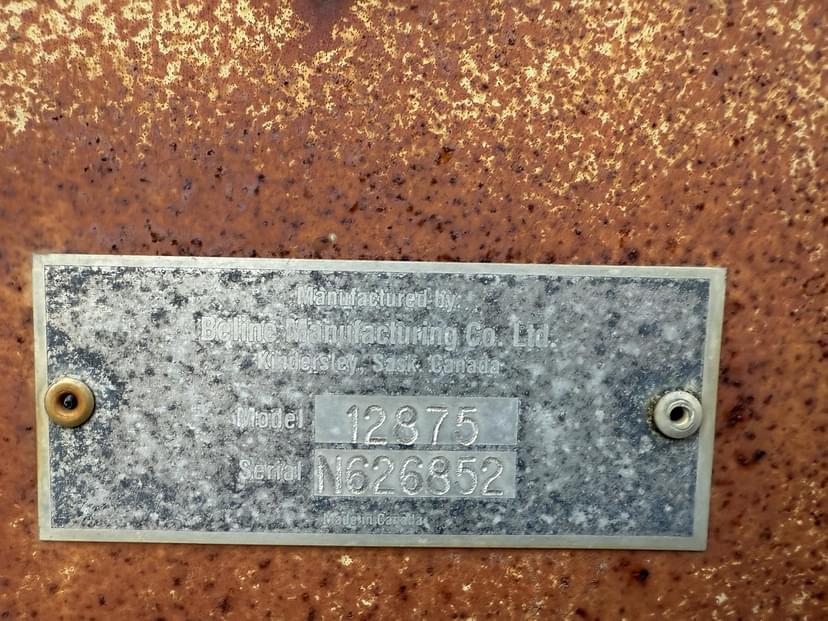 Manufactured by:
Beline Manufacturing Co. Ltd.
Kindersley, Sask. Canada
Model 12875
Serial N626852
Made in Canada